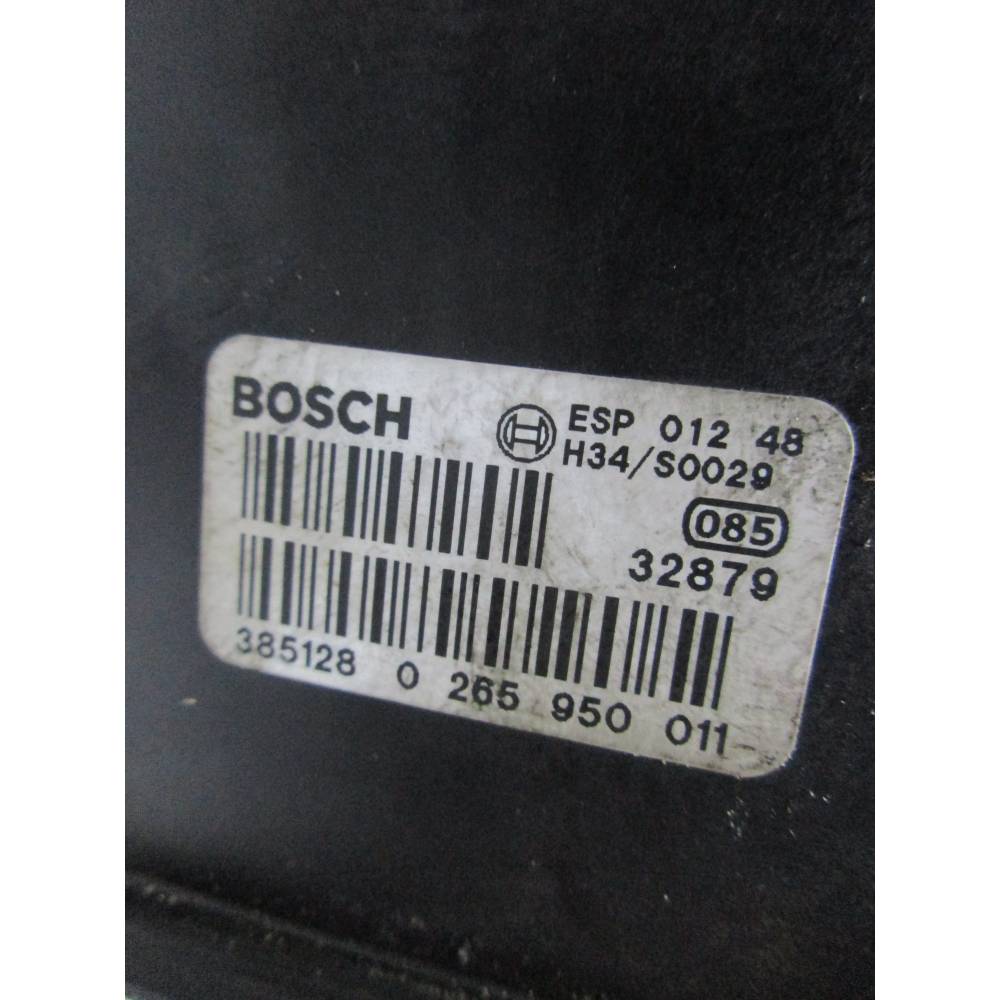 BOSCH
ESP 012 48
H34/S0029
085
32879
385128 0 265 950 011